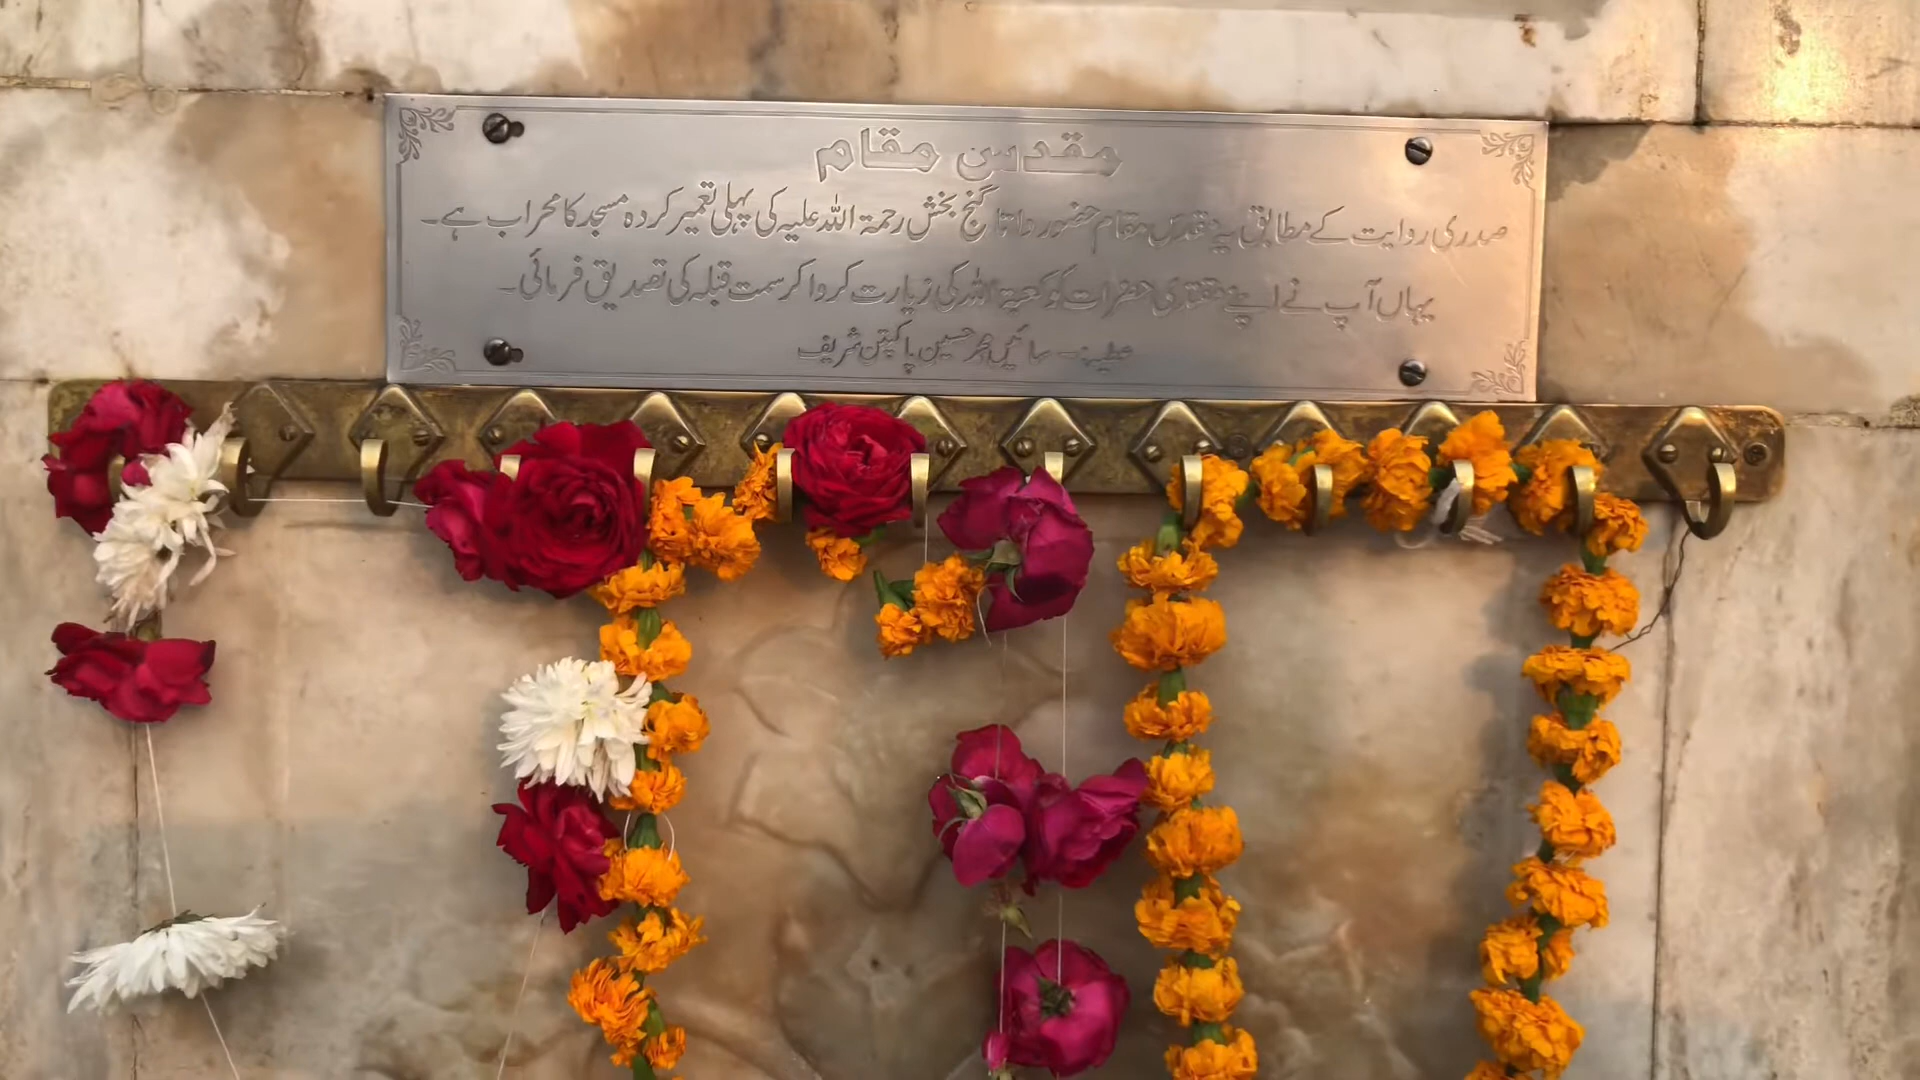 مقدس مقام
صدری روایت کے مطابق یہ مقدس مقام حضور داتا گنج بخش رحمۃ اللہ علیہ کی پہلی تعمیر کردہ مسجد کا محراب ہے۔
یہاں آپ نے اپنے مقتدی حضرات کو کعبۃ اللہ کی زیارت کروا کر سمت قبلہ کی تصدیق فرمائی۔
عطیہ:۔ سائیں محمد حسین پاکپتن شریف